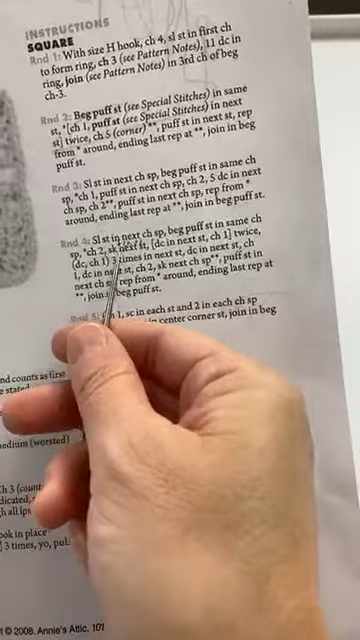 INSTRUCTIONS
SQUARE
Rnd 1: With size H hook, ch 4, sl st in first ch
to form ring, ch 3 (see Pattern Notes), 11 dc in
ring, join (see Pattern Notes) in 3rd ch of beg
ch-3.
Rnd 2: Beg puff st (see Special Stitches) in same
st, *[ch 1, puff st (see Special Stitches) in next
st] twice, ch 5 (corner)**, puff st in next st, rep
from * around, ending last rep at **, join in beg
puff st.
Rnd 3: Sl st in next ch sp, beg puff st in same ch
sp, *ch 1, puff st in next ch sp, ch 2, 5 dc in next
ch sp, ch 2**, puff st in next ch sp, rep from *
around, ending last rep at **, join in beg puff st.
Rnd 4: Sl st in next ch sp, beg puff st in same ch
sp, *ch 2, sk next st, [dc in next st, ch 1] twice,
(dc, ch 1) 3 times in next st, dc in next st, ch
1, dc in next st, ch 2, sk next ch sp**, puff st in
next ch sp, rep from * around, ending last rep at
**, join in beg puff st.
Rnd 5: Ch 1, sc in each st and 2 in each ch sp
in center corner st, join in beg
nd counts as first
e stated
medium (worsted)
h 3 (count
dicated,
h all lps
ook in place
] 3 times, yo, pul
t © 2008. Annie's Attic. 101